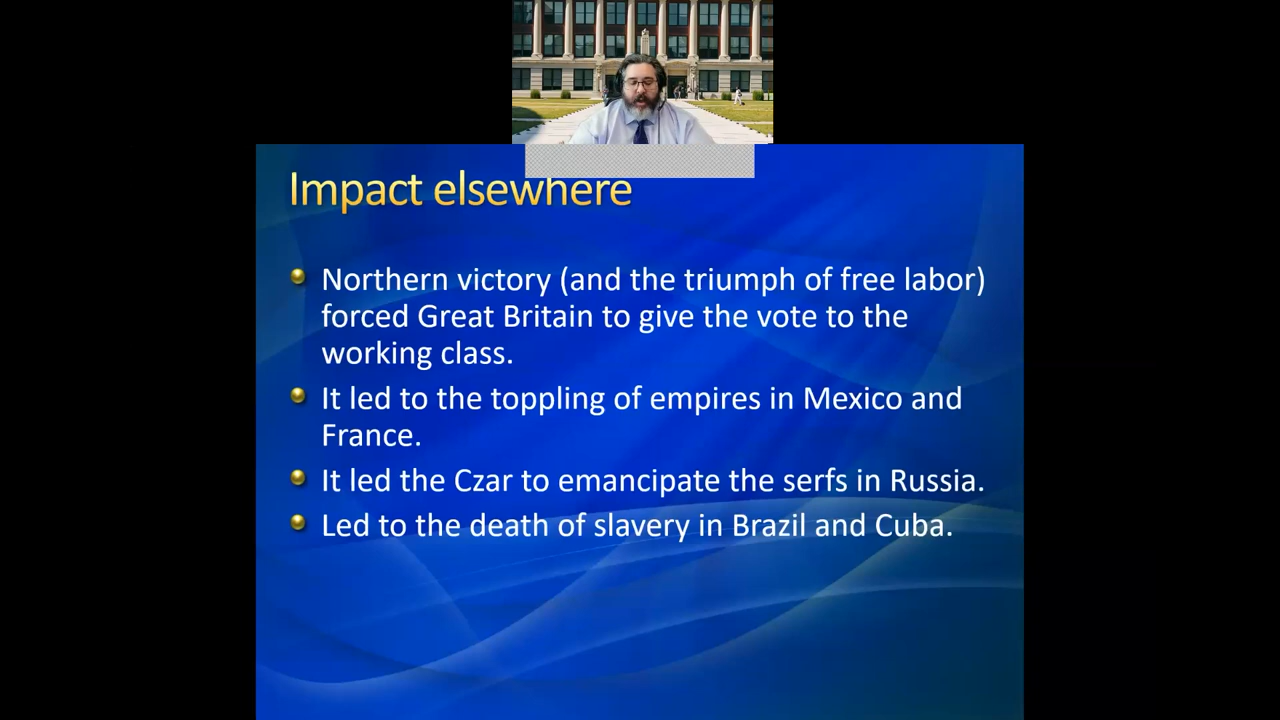 Impact elsewhere
Northern victory (and the triumph of free labor)
forced Great Britain to give the vote to the
working class.
It led to the toppling of empires in Mexico and
France.
It led the Czar to emancipate the serfs in Russia.
Led to the death of slavery in Brazil and Cuba.